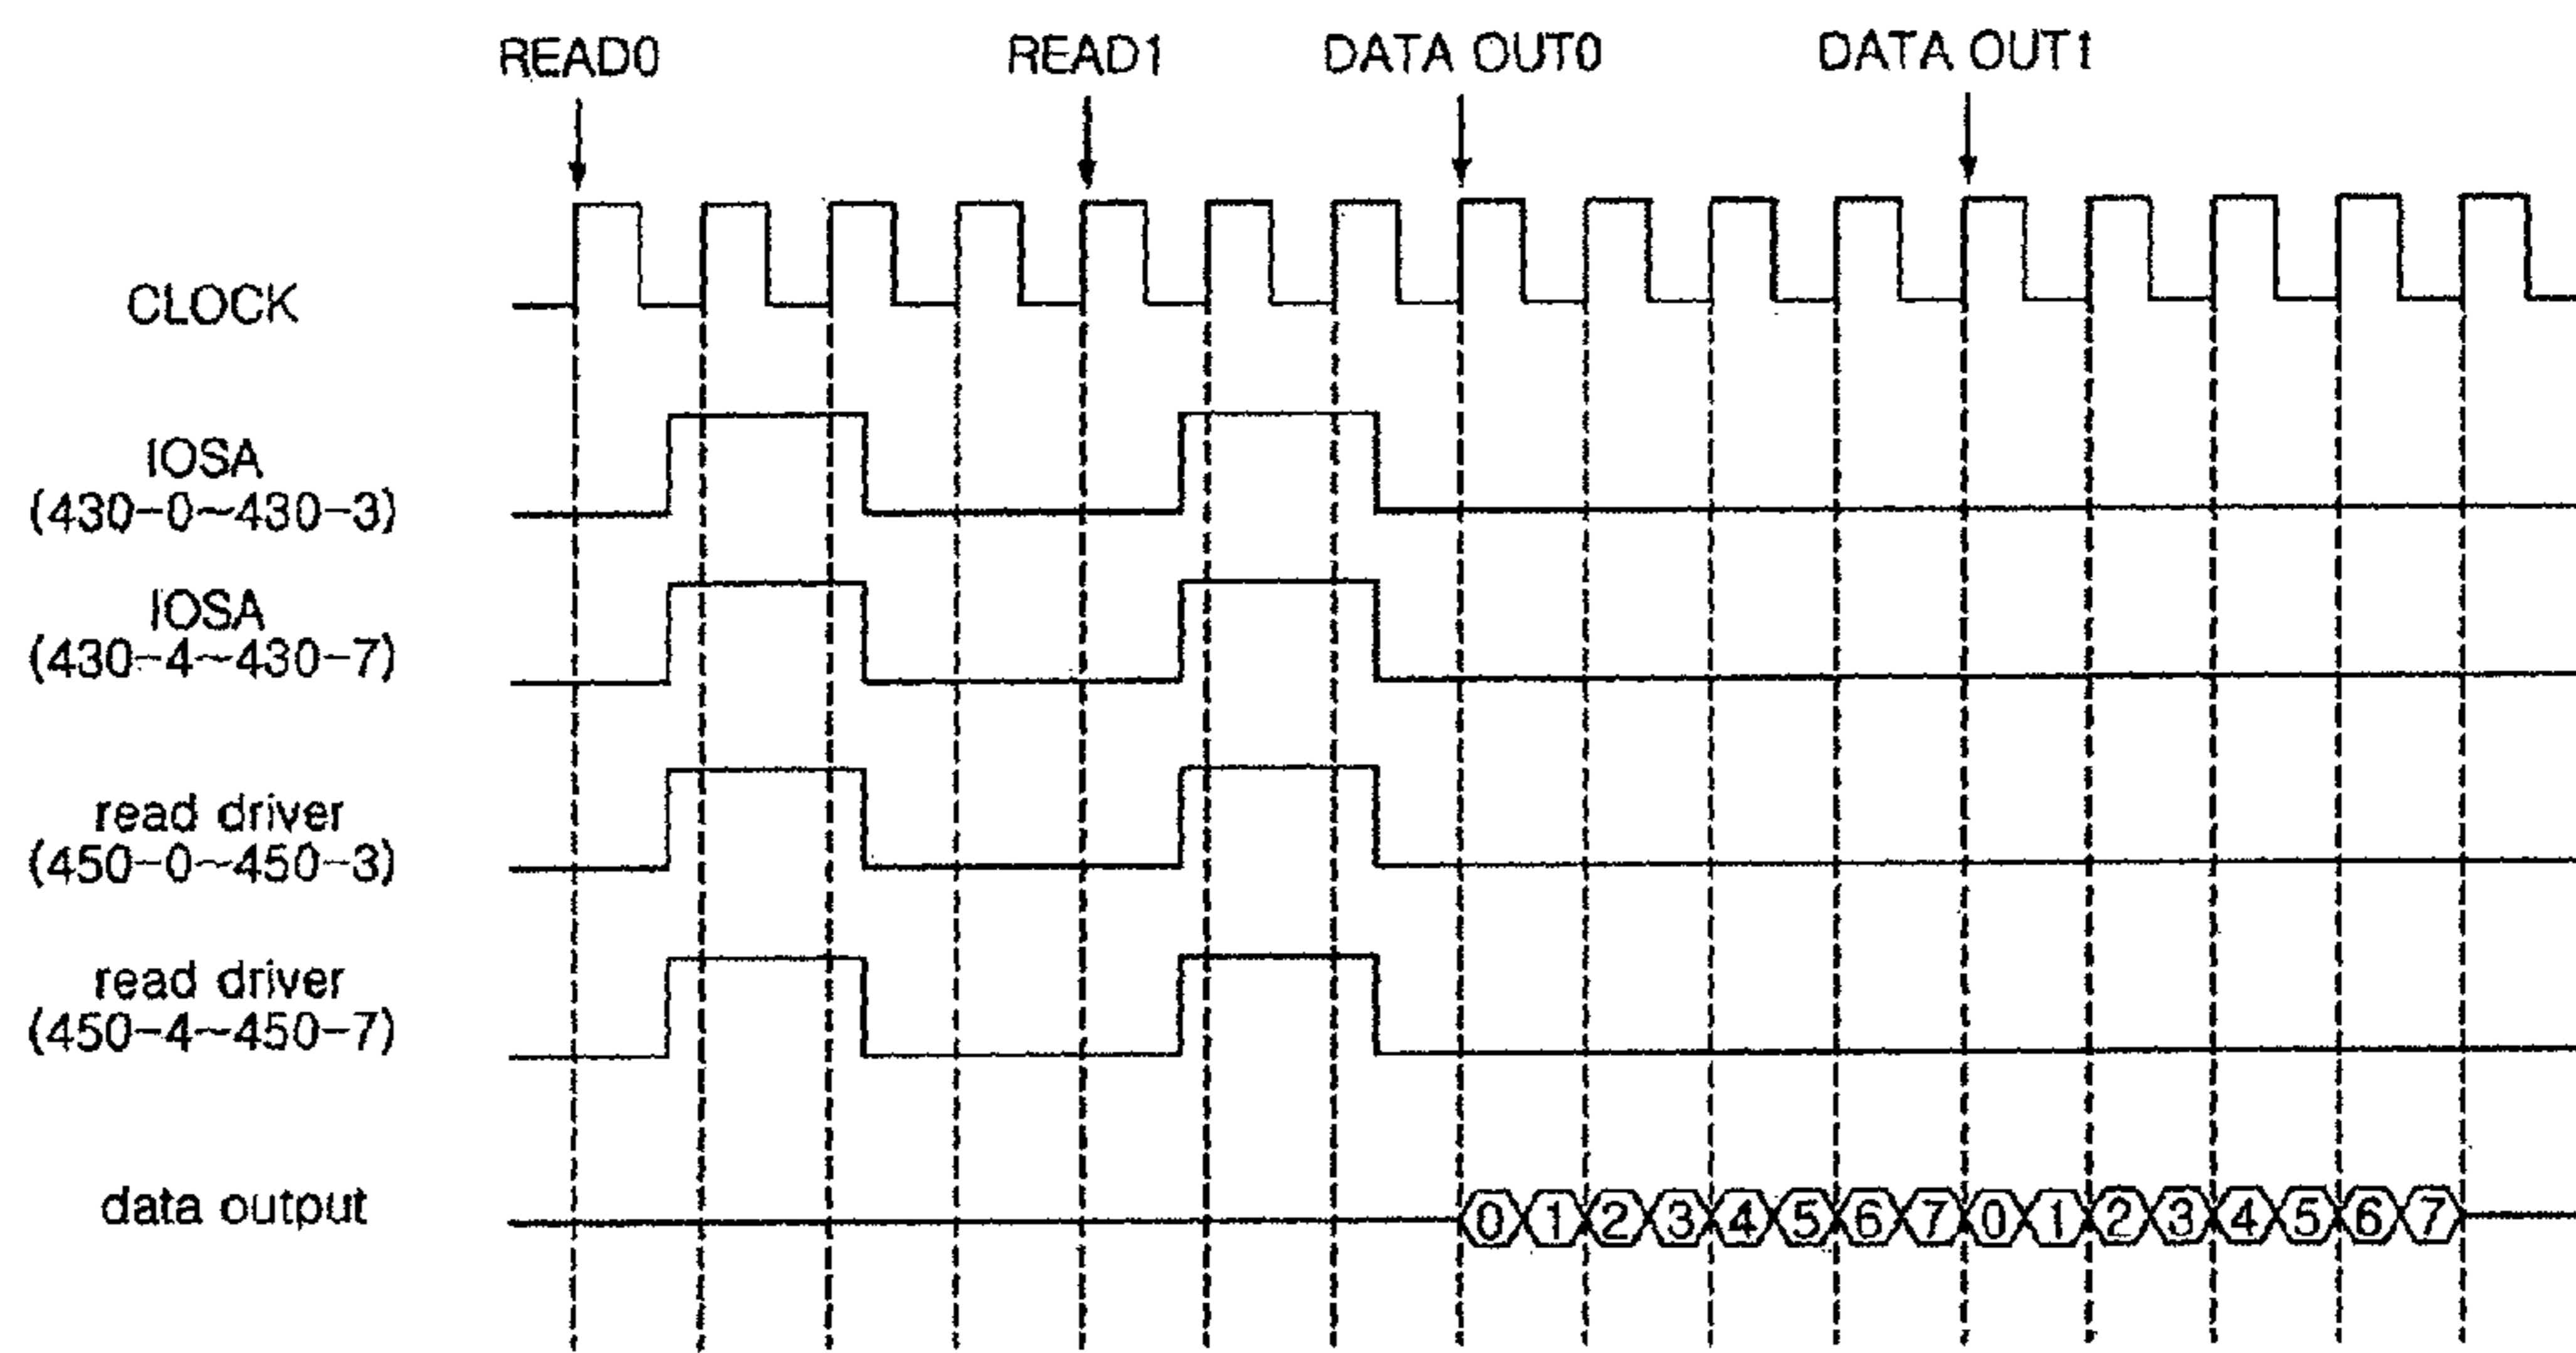 READ0 READ1 DATA OUT0 DATA OUT1
CLOCK
IOSA
(430-0~430-3)
IOSA
(430-4~430-7)
read driver
(450-0~450-3)
read driver
(450-4~450-7)
data output 0 1 2 3 4 5 6 7 0 1 2 3 4 5 6 7